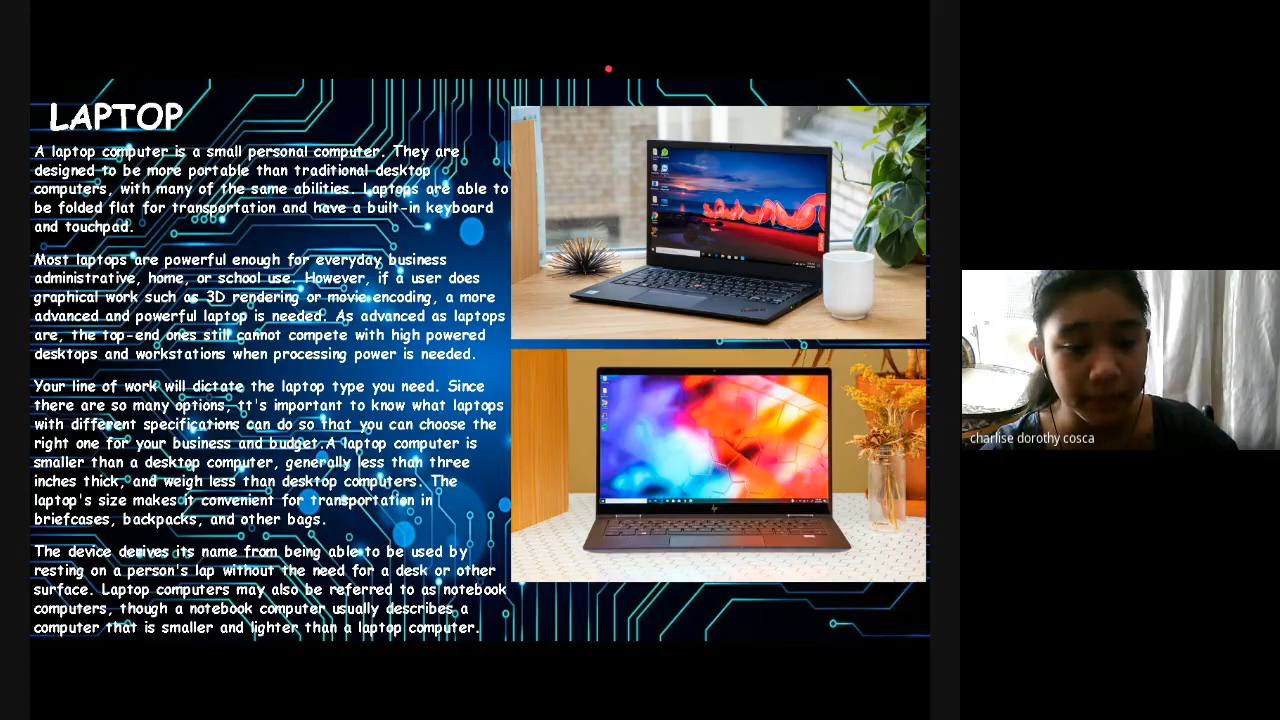 LAPTOP
A laptop computer is a small personal computer. They are
designed to be more portable than traditional desktop
computers, with many of the same abilities. Laptops are able to
be folded flat for transportation and have a built-in keyboard
and touchpad.
Most laptops are powerful enough for everyday business
administrative, home, or school use. However, if a user does
graphical work such as 3D rendering or movie encoding, a more
advanced and powerful laptop is needed. As advanced as laptops
are, the top-end ones still cannot compete with high powered
desktops and workstations when processing power is needed.
Your line of work will dictate the laptop type you need. Since
there are so many options, tt's important to know what laptops
with different specifications can do so that you can choose the
right one for your business and budget.A laptop computer is
smaller than a desktop computer, generally less than three
inches thick, and weigh less than desktop computers. The
laptop's size makes it convenient for transportation in
briefcases, backpacks, and other bags.
The device derives its name from being able to be used by
resting on a person's lap without the need for a desk or other
surface. Laptop computers may also be referred to as notebook
computers, though a notebook computer usually describes a
computer that is smaller and lighter than a laptop computer.
hp
charlise dorothy cosca